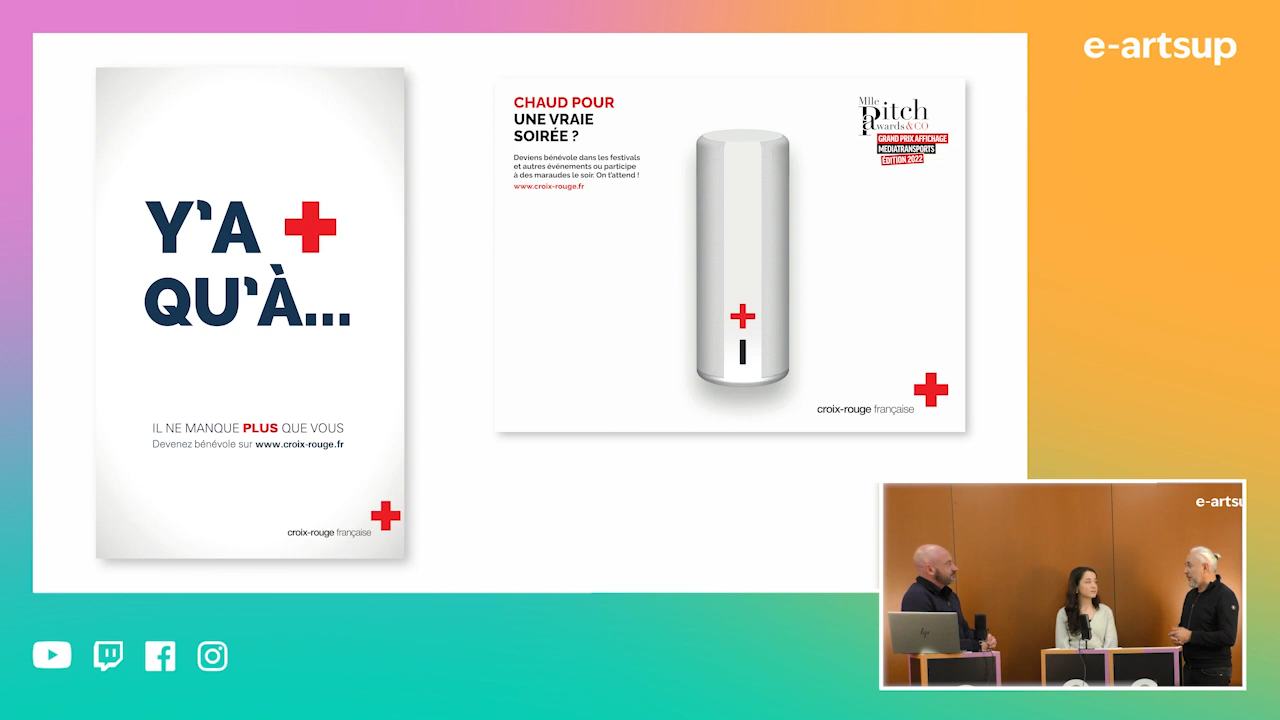 e-artsup
Y'A +
QU'À...
IL NE MANQUE PLUS QUE VOUS
Devenez bénévole sur www.croix-rouge.fr
croix-rouge française
CHAUD POUR
UNE VRAIE
SOIRÉE ?
Deviens bénévole dans les festivals
et autres événements ou participe
à des maraudes le soir. On t'attend !
www.croix-rouge.fr
Mlle
Pitch
Awards & CO
GRAND PRIX AFFICHAGE
MEDIATRANSPORTS
ÉDITION 2022
croix-rouge française
e-artsu
hp